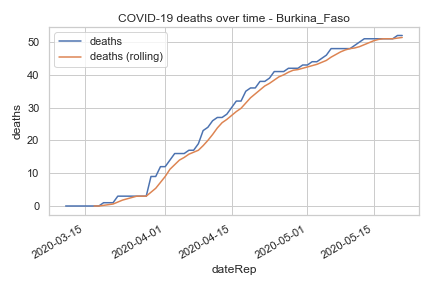 COVID-19 deaths over time - Burkina_Faso
deaths
deaths (rolling)
deaths
50
40
30
20
10
0
2020-03-15
2020-04-01
2020-04-15
2020-05-01
2020-05-15
dateRep